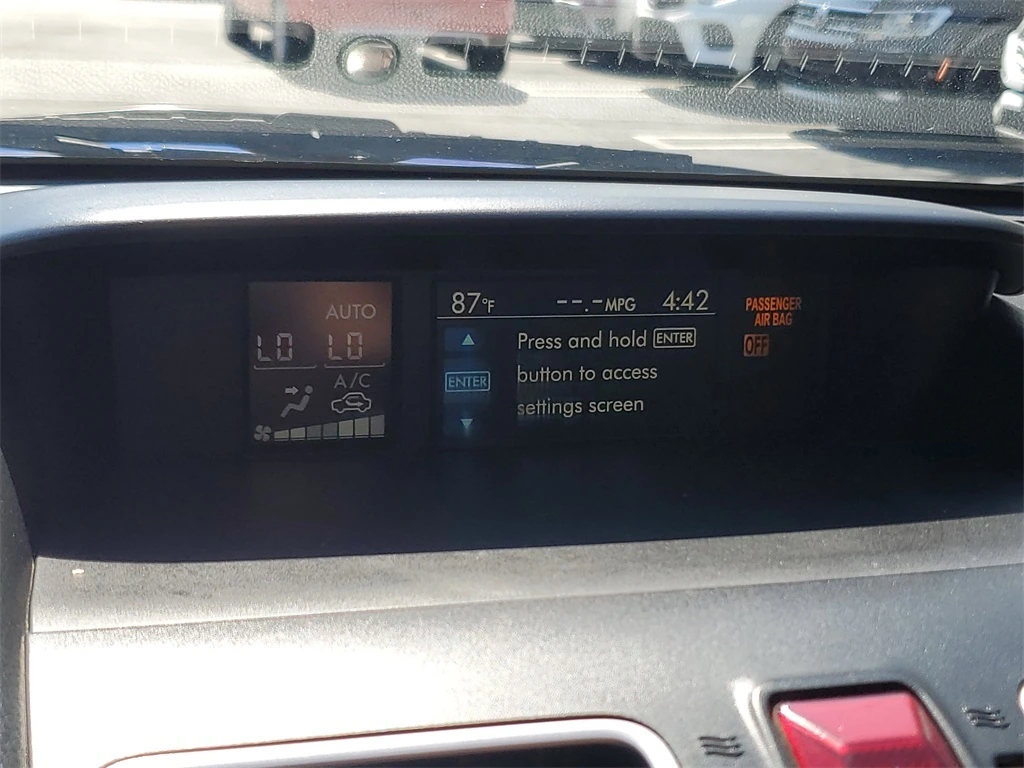 AUTO
LO LO
A/C
87°F --.-MPG 4:42
Press and hold ENTER
button to access
settings screen
ENTER
PASSENGER
AIR BAG
OFF